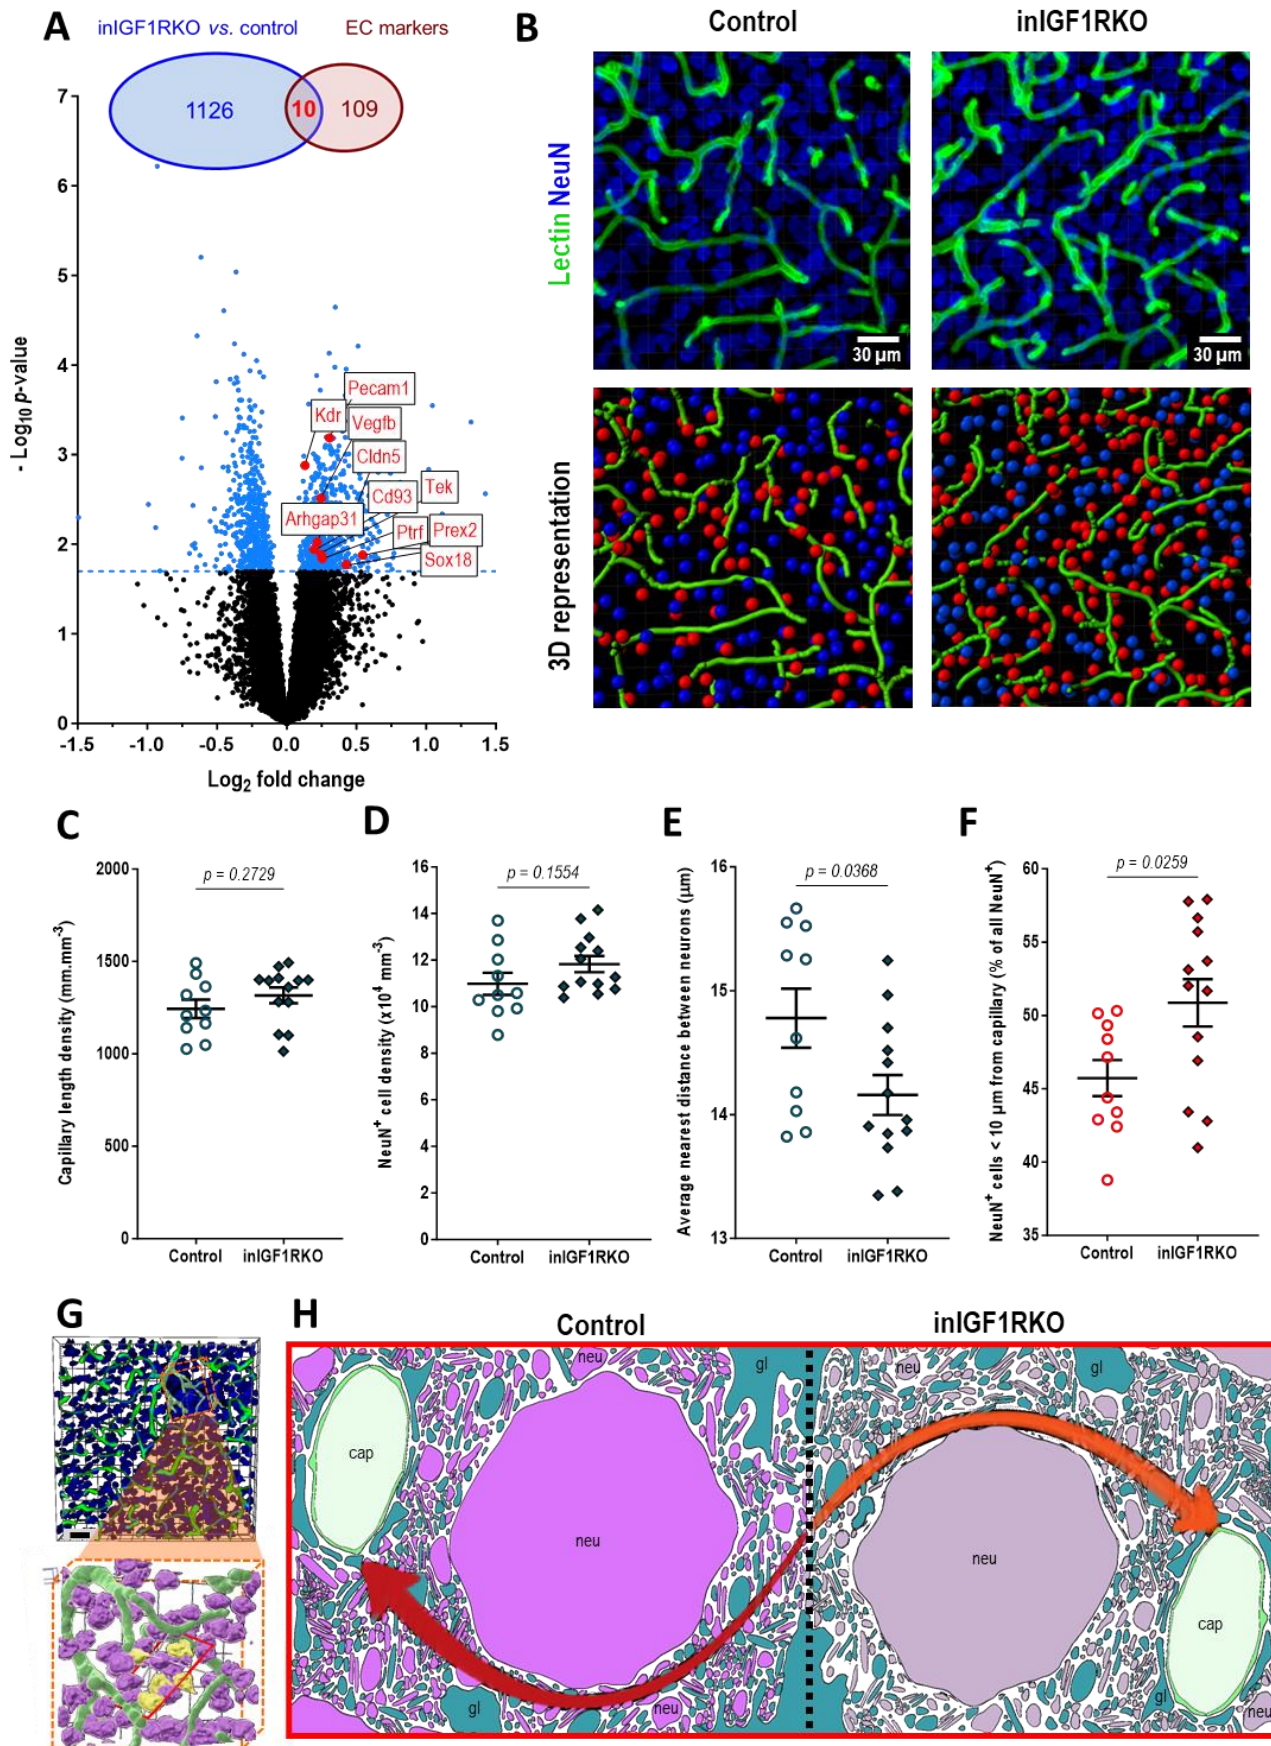 A
inIGF1RKO vs. control
EC markers
1126
10
109
- Log10 p-value
7
6
5
4
3
2
1
0
Pecam1
Kdr
Vegfb
Cldn5
Cd93
Tek
Arhgap31
Ptrf
Prex2
Sox18
-1.5
-1.0
-0.5
0.0
0.5
1.0
1.5
Log2 fold change
B
Control
inIGF1RKO
Lectin NeuN
30 µm
30 µm
3D representation
C
Capillary length density (mm.mm-3)
2000
1500
1000
500
0
p = 0.2729
Control
inIGF1RKO
D
NeuN+ cell density (x10⁴ mm-3)
16
14
12
10
8
6
4
2
0
p = 0.1554
Control
inIGF1RKO
E
Average nearest distance between neurons (µm)
16
15
14
13
p = 0.0368
Control
inIGF1RKO
F
NeuN+ cells < 10 µm from capillary (% of all NeuN+)
60
55
50
45
40
35
p = 0.0259
Control
inIGF1RKO
G
H
Control
inIGF1RKO
neu
gl
neu
gl
cap
neu
neu
cap
gl
neu
gl
neu